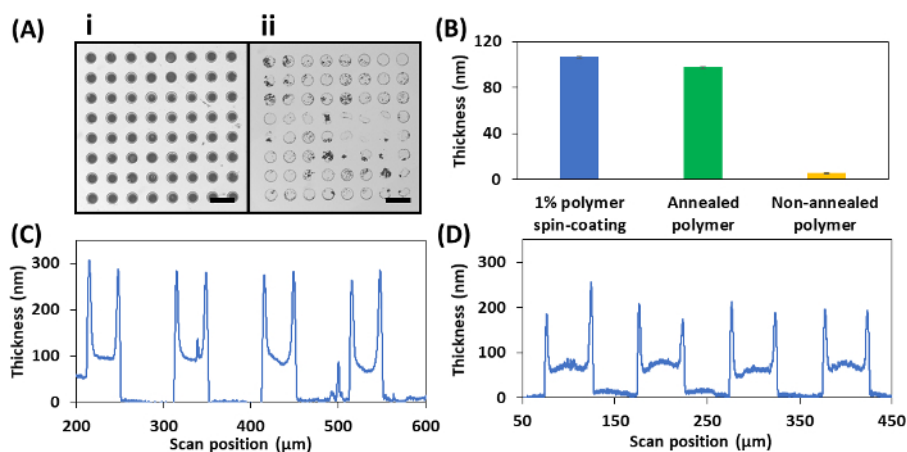 (A)
i
ii
(B)
120
80
40
0
Thickness (nm)
1% polymer
spin-coating
Annealed
polymer
Non-annealed
polymer
(C)
300
200
100
0
Thickness (nm)
200
300
400
500
600
Scan position (μm)
(D)
300
200
100
0
Thickness (nm)
50
150
250
350
450
Scan position (μm)